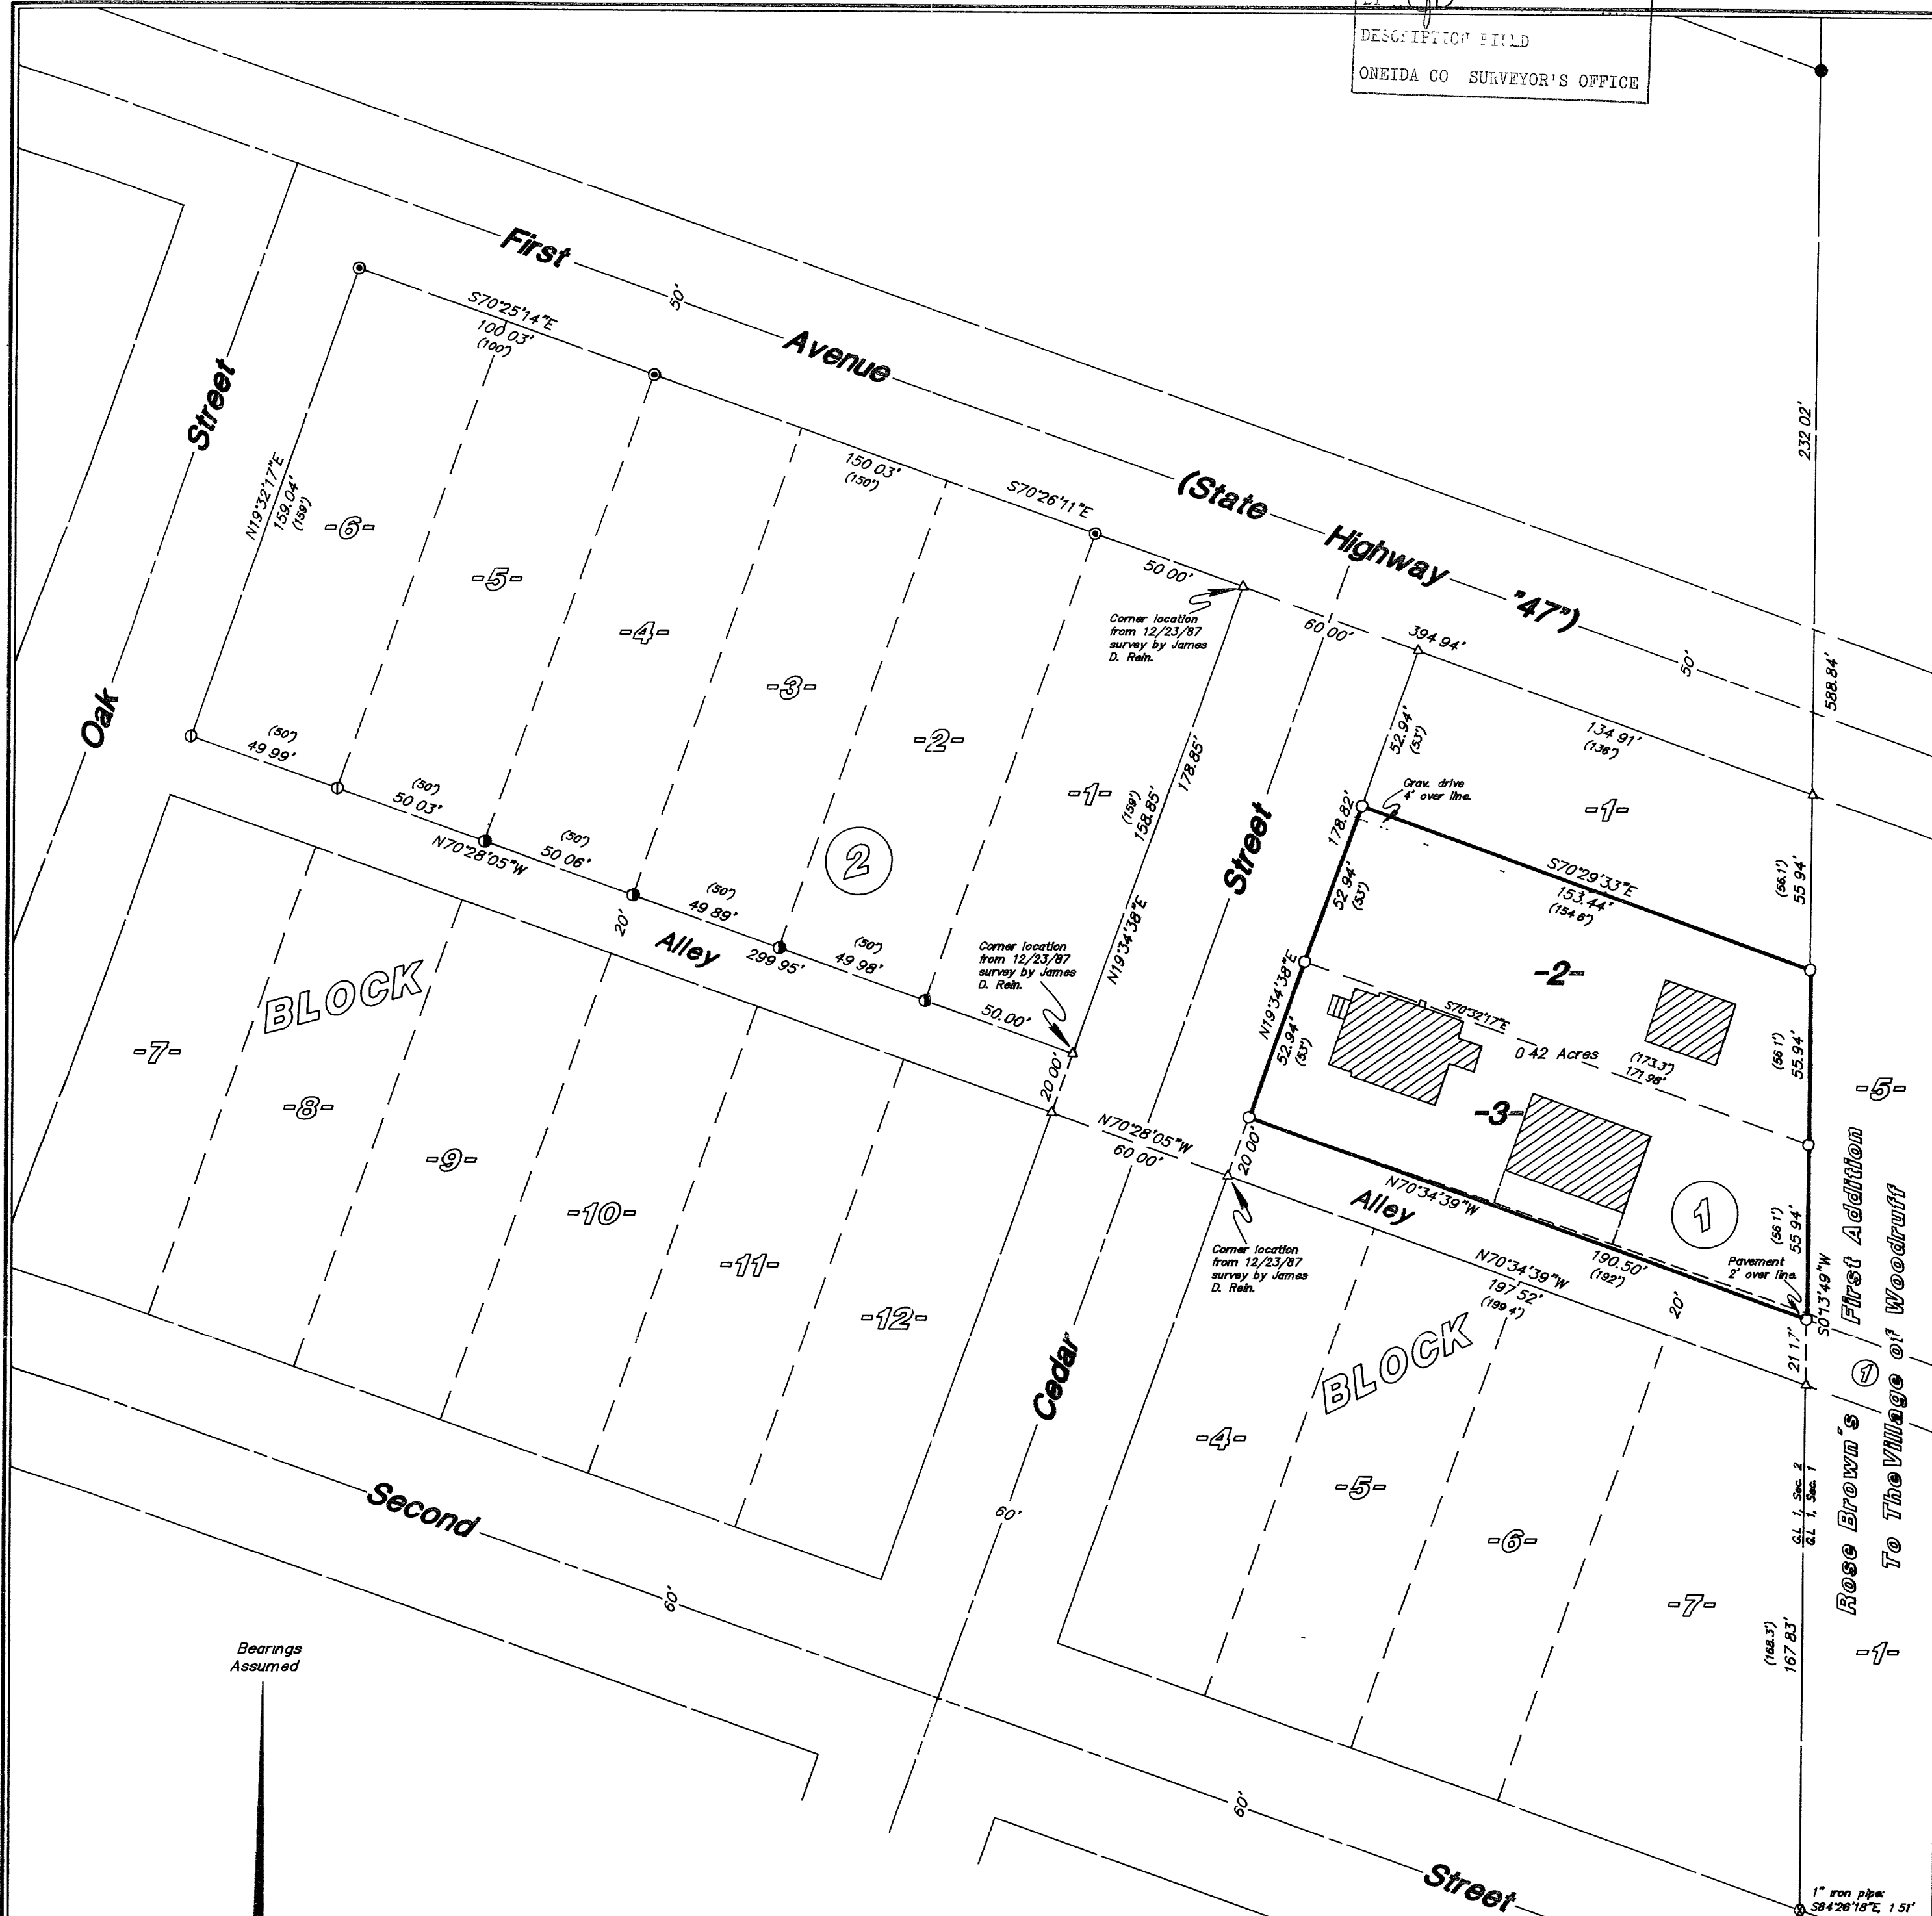 DESCRIPTION FILED
ONEIDA CO SURVEYOR'S OFFICE
First
Avenue
(State
Highway
"47")
50'
50'
Oak
Street
S70°25'14"E
100 03'
(100')
150 03'
(150')
S70°26'11"E
50 00'
60 00'
394 94'
232 02'
588.84'
N19°32'17"E
159.04'
(159')
-6-
-5-
-4-
-3-
-2-
-1-
Corner location
from 12/23/87
survey by James
D. Rein.
(159')
158.85'
178.85'
N19°34'38"E
(50')
49 99'
(50')
50 03'
N70°28'05"W
(50')
50 06'
(50')
49 89'
299 95'
(50')
49 98'
50.00'
2
20'
Alley
Corner location
from 12/23/87
survey by James
D. Rein.
20 00'
BLOCK
-7-
-8-
-9-
-10-
-11-
-12-
Cedar
Street
60'
N70°28'05"W
60 00'
52.94'
(53')
134 91'
(136')
-1-
Grav. drive
4' over line.
178.82'
52.94'
(53')
S70°29'33"E
153.44'
(154 6')
(56.1')
55 94'
-2-
N19°34'38"E
52.94'
(53')
S70°32'17"E
0 42 Acres
(173.3')
171 98'
(56 1')
55.94'
-3-
20 00'
N70°34'39"W
190.50'
(192')
1
(56 1')
55 94'
Pavement
2' over line.
S0°13'49"W
21 17'
Alley
N70°34'39"W
197 52'
(199 4')
20'
Corner location
from 12/23/87
survey by James
D. Rein.
BLOCK
-4-
-5-
-6-
-7-
-5-
Rose Brown's 1 First Addition
To The Village of Woodruff
-1-
G.L. 1, Sec. 2
G.L. 1, Sec. 1
(168.3')
167 83'
Second
Street
60'
60'
Bearings
Assumed
1" iron pipe:
S84°26'18"E, 1 51'